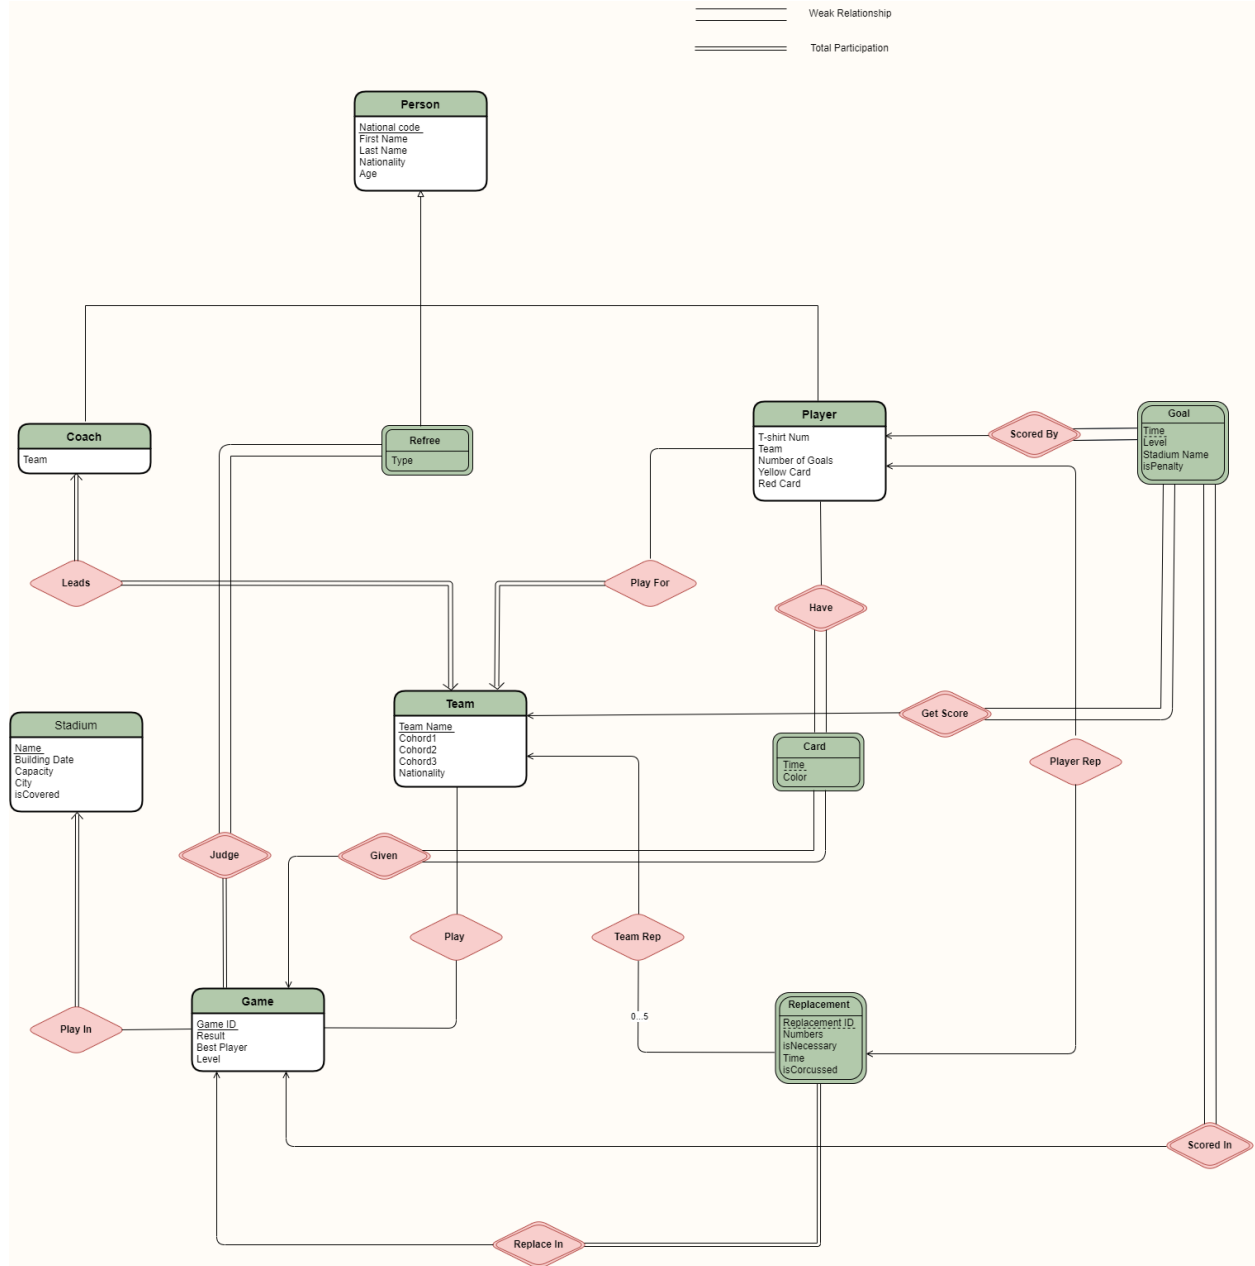 Weak Relationship
Total Participation
Person
National code
First Name
Last Name
Nationality
Age
Coach
Team
Refree
Type
Player
T-shirt Num
Team
Number of Goals
Yellow Card
Red Card
Scored By
Goal
Time
Level
Stadium Name
isPenalty
Leads
Play For
Have
Team
Team Name
Cohord1
Cohord2
Cohord3
Nationality
Get Score
Stadium
Name
Building Date
Capacity
City
isCovered
Card
Time
Color
Player Rep
Judge
Given
Play
Team Rep
Game
Game ID
Result
Best Player
Level
Play In
0...5
Replacement
Replacement ID
Numbers
isNecessary
Time
isCorcussed
Scored In
Replace In